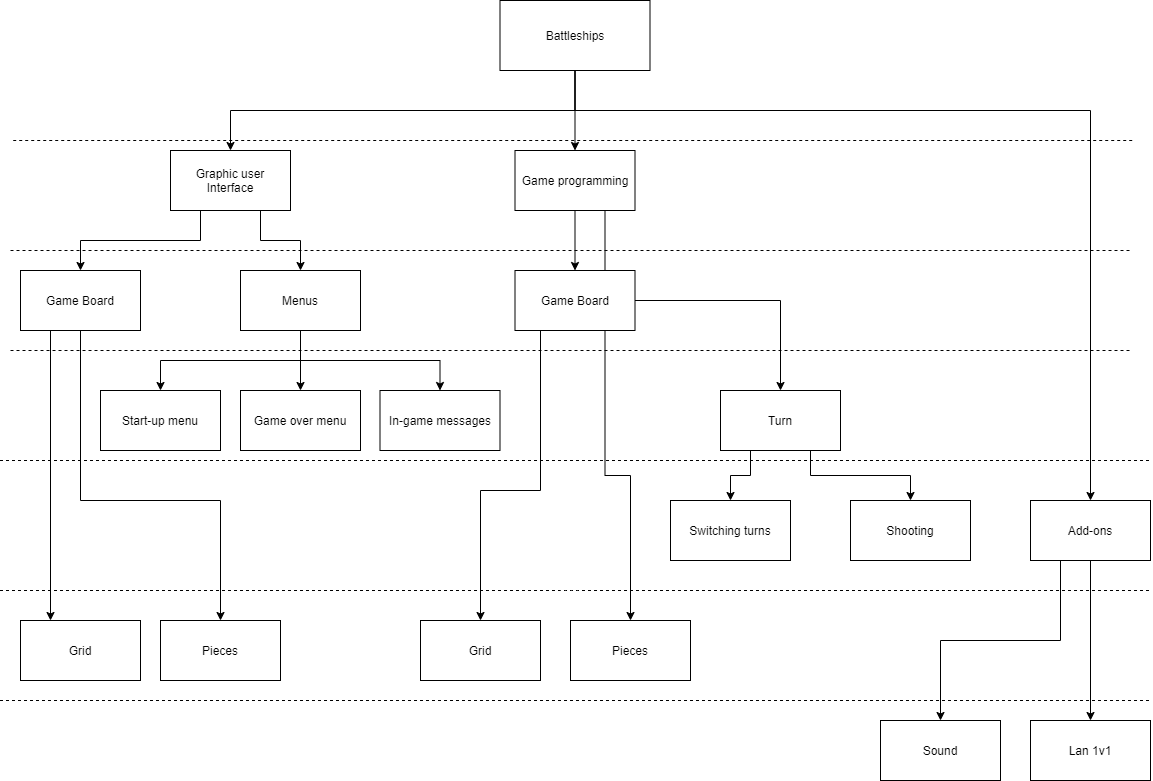 Battleships
Graphic user
Interface
Game programming
Game Board
Menus
Game Board
Start-up menu
Game over menu
In-game messages
Turn
Switching turns
Shooting
Add-ons
Grid
Pieces
Grid
Pieces
Sound
Lan 1v1